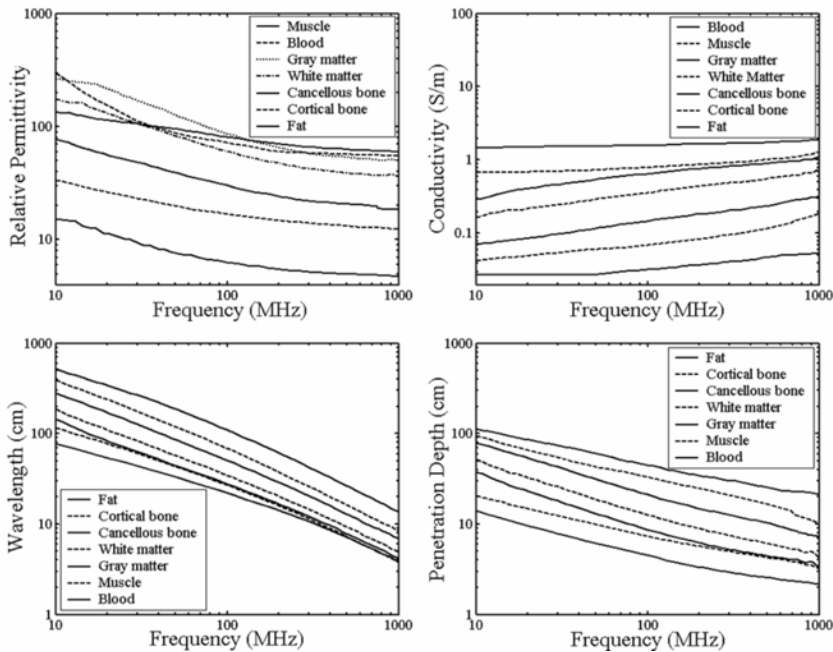 1000
100
10
Relative Permittivity
Muscle
Blood
Gray matter
White matter
Cancellous bone
Cortical bone
Fat
10
100
1000
Frequency (MHz)
100
10
1
0.1
Conductivity (S/m)
Blood
Muscle
Gray matter
White Matter
Cancellous bone
Cortical bone
Fat
10
100
1000
Frequency (MHz)
1000
100
10
1
Wavelength (cm)
Fat
Cortical bone
Cancellous bone
White matter
Gray matter
Muscle
Blood
10
100
1000
Frequency (MHz)
1000
100
10
1
Penetration Depth (cm)
Fat
Cortical bone
Cancellous bone
White matter
Gray matter
Muscle
Blood
10
100
1000
Frequency (MHz)